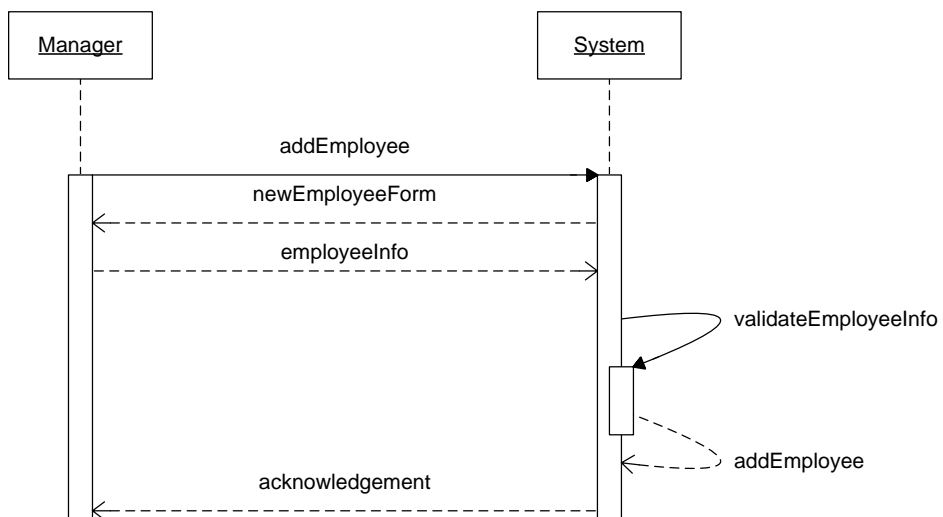 Manager
System
addEmployee
newEmployeeForm
employeeInfo
validateEmployeeInfo
addEmployee
acknowledgement